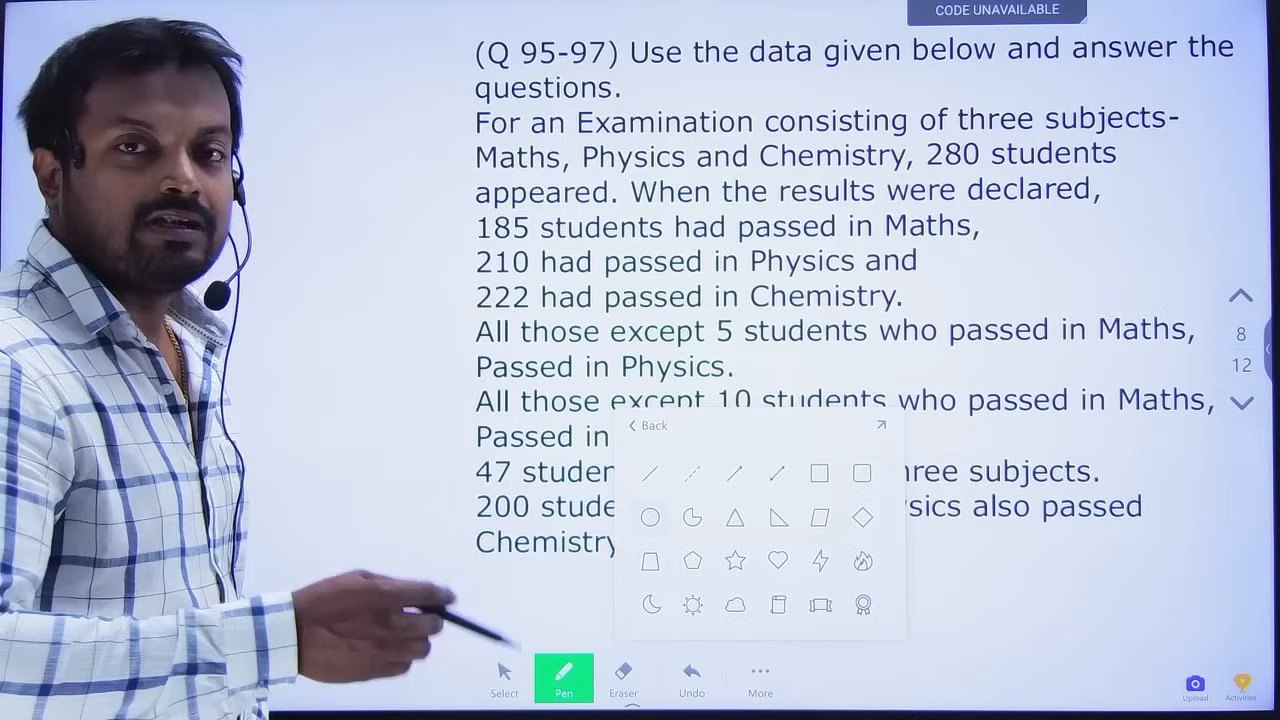 CODE UNAVAILABLE
(Q 95-97) Use the data given below and answer the
questions.
For an Examination consisting of three subjects-
Maths, Physics and Chemistry, 280 students
appeared. When the results were declared,
185 students had passed in Maths,
210 had passed in Physics and
222 had passed in Chemistry.
All those except 5 students who passed in Maths,
Passed in Physics.
All those except 10 students who passed in Maths,
Passed in
47 studen hree subjects.
200 stude sics also passed
Chemistry
8
12
Back
Select
Pen
Eraser
Undo
More
Upload
Activities